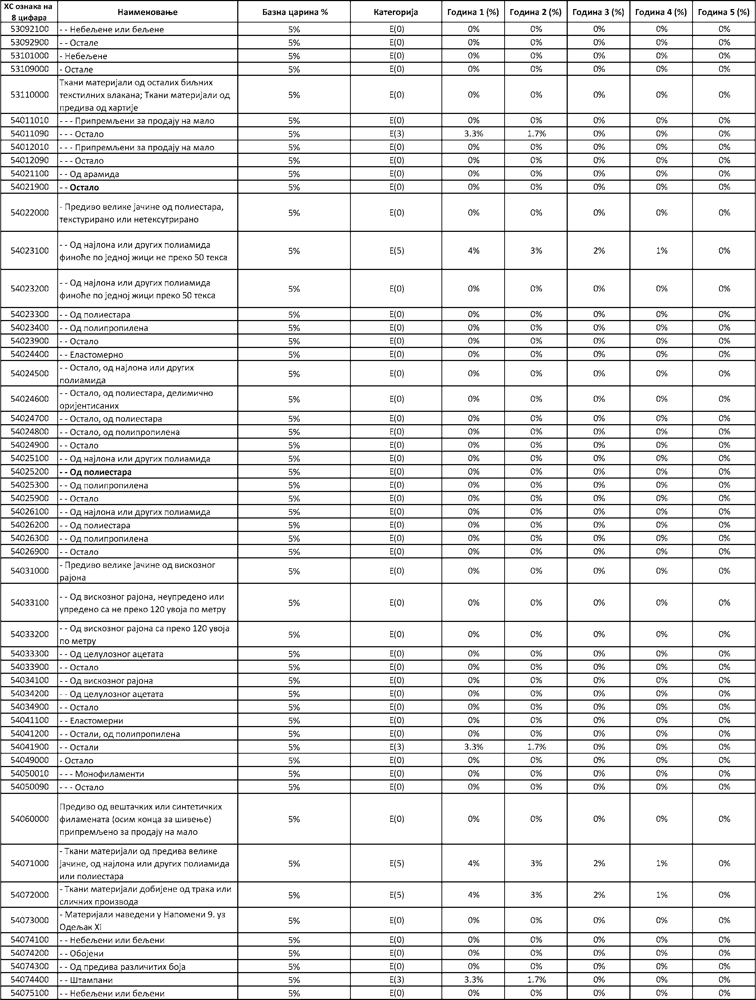 ХС ознака на 8 цифара Наименовање Базна царина % Категорија Година 1 (%) Година 2 (%) Година 3 (%) Година 4 (%) Година 5 (%)
53092100 - - Небељене или бељене 5% E(0) 0% 0% 0% 0% 0%
53092900 - - Остале 5% E(0) 0% 0% 0% 0% 0%
53101000 - Небељене 5% E(0) 0% 0% 0% 0% 0%
53109000 - Остале 5% E(0) 0% 0% 0% 0% 0%
Ткани материјали од осталих биљних
53110000 текстилних влакана; Ткани материјали од 5% E(0) 0% 0% 0% 0% 0%
предива од хартије
54011010 - - - Припремљени за продају на мало 5% E(0) 0% 0% 0% 0% 0%
54011090 - - - Остало 5% E(3) 3.3% 1.7% 0% 0% 0%
54012010 - - - Припремљени за продају на мало 5% E(0) 0% 0% 0% 0% 0%
54012090 - - - Остало 5% E(0) 0% 0% 0% 0% 0%
54021100 - - Од арамида 5% E(0) 0% 0% 0% 0% 0%
54021900 - - Остало 5% E(0) 0% 0% 0% 0% 0%
54022000 - Предиво велике јачине од полиестара,
текстурирано или нетексутрирано 5% E(0) 0% 0% 0% 0% 0%
54023100 - - Од најлона или других полиамида
финоће по једној жици не преко 50 текса 5% E(5) 4% 3% 2% 1% 0%
54023200 - - Од најлона или других полиамида
финоће по једној жици преко 50 текса 5% E(0) 0% 0% 0% 0% 0%
54023300 - - Од полиестара 5% E(0) 0% 0% 0% 0% 0%
54023400 - - Од полипропилена 5% E(0) 0% 0% 0% 0% 0%
54023900 - - Остало 5% E(0) 0% 0% 0% 0% 0%
54024400 - - Еластомерно 5% E(0) 0% 0% 0% 0% 0%
54024500 - - Остало, од најлона или других
полиамида 5% E(0) 0% 0% 0% 0% 0%
54024600 - - Остало, од полиестара, делимично
оријентисаних 5% E(0) 0% 0% 0% 0% 0%
54024700 - - Остало, од полиестара 5% E(0) 0% 0% 0% 0% 0%
54024800 - - Остало, од полипропилена 5% E(0) 0% 0% 0% 0% 0%
54024900 - - Остало 5% E(0) 0% 0% 0% 0% 0%
54025100 - - Од најлона или других полиамида 5% E(0) 0% 0% 0% 0% 0%
54025200 - - Од полиестара 5% E(0) 0% 0% 0% 0% 0%
54025300 - - Од полипропилена 5% E(0) 0% 0% 0% 0% 0%
54025900 - - Остало 5% E(0) 0% 0% 0% 0% 0%
54026100 - - Од најлона или других полиамида 5% E(0) 0% 0% 0% 0% 0%
54026200 - - Од полиестара 5% E(0) 0% 0% 0% 0% 0%
54026300 - - Од полипропилена 5% E(0) 0% 0% 0% 0% 0%
54026900 - - Остало 5% E(0) 0% 0% 0% 0% 0%
54031000 - Предиво велике јачине од вискозног
рајона 5% E(0) 0% 0% 0% 0% 0%
54033100 - - Од вискозног рајона, неупредено или
упредено са не преко 120 увоја по метру 5% E(0) 0% 0% 0% 0% 0%
54033200 - - Од вискозног рајона са преко 120 увоја
по метру 5% E(0) 0% 0% 0% 0% 0%
54033300 - - Од целулозног ацетата 5% E(0) 0% 0% 0% 0% 0%
54033900 - - Остало 5% E(0) 0% 0% 0% 0% 0%
54034100 - - Од вискозног рајона 5% E(0) 0% 0% 0% 0% 0%
54034200 - - Од целулозног ацетата 5% E(0) 0% 0% 0% 0% 0%
54034900 - - Остало 5% E(0) 0% 0% 0% 0% 0%
54041100 - - Еластомерни 5% E(0) 0% 0% 0% 0% 0%
54041200 - - Остали, од полипропилена 5% E(0) 0% 0% 0% 0% 0%
54041900 - - Остали 5% E(3) 3.3% 1.7% 0% 0% 0%
54049000 - Остало 5% E(0) 0% 0% 0% 0% 0%
54050010 - - - Монофиламенти 5% E(0) 0% 0% 0% 0% 0%
54050090 - - - Остало 5% E(0) 0% 0% 0% 0% 0%
Предиво од вештачких или синтетичких
54060000 филамената (осим конца за шивење) 5% E(0) 0% 0% 0% 0% 0%
припремљено за продају на мало
- Ткани материјали од предива велике
54071000 јачине, од најлона или других полиамида 5% E(5) 4% 3% 2% 1% 0%
или полиестара
54072000 - Ткани материјали добијене од трака или
сличних производа 5% E(5) 4% 3% 2% 1% 0%
54073000 - Материјали наведени у Напомени 9. уз
Одељак XI 5% E(0) 0% 0% 0% 0% 0%
54074100 - - Небељени или бељени 5% E(0) 0% 0% 0% 0% 0%
54074200 - - Обојени 5% E(0) 0% 0% 0% 0% 0%
54074300 - - Од предива различитих боја 5% E(0) 0% 0% 0% 0% 0%
54074400 - - Штампани 5% E(3) 3.3% 1.7% 0% 0% 0%
54075100 - - Небељени или бељени 5% E(0) 0% 0% 0% 0% 0%